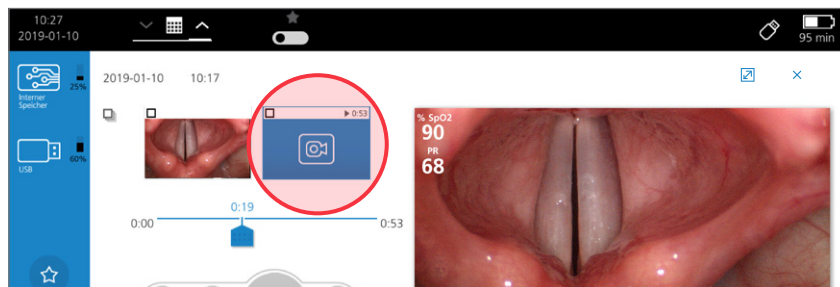 10:27
2019-01-10
95 min
Interner
Speicher
25%
USB
60%
2019-01-10 10:17
0:53
0:19
0:00
0:53
% SpO2
90
PR
68